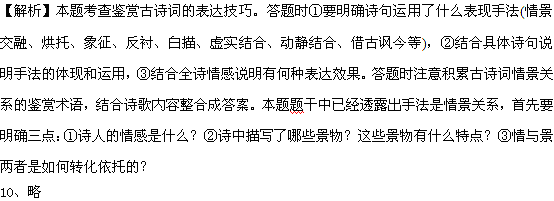 【解析】本题考查鉴赏古诗词的表达技巧。答题时①要明确诗句运用了什么表现手法(情景
交融、烘托、象征、反衬、白描、虚实结合、动静结合、借古讽今等)，②结合具体诗句说
明手法的体现和运用，③结合全诗情感说明有何种表达效果。答题时注意积累古诗词情景关
系的鉴赏术语，结合诗歌内容整合成答案。本题题干中已经透露出手法是情景关系，首先要
明确三点：①诗人的情感是什么？②诗中描写了哪些景物？这些景物有什么特点？③情与景
两者是如何转化依托的？
10、略